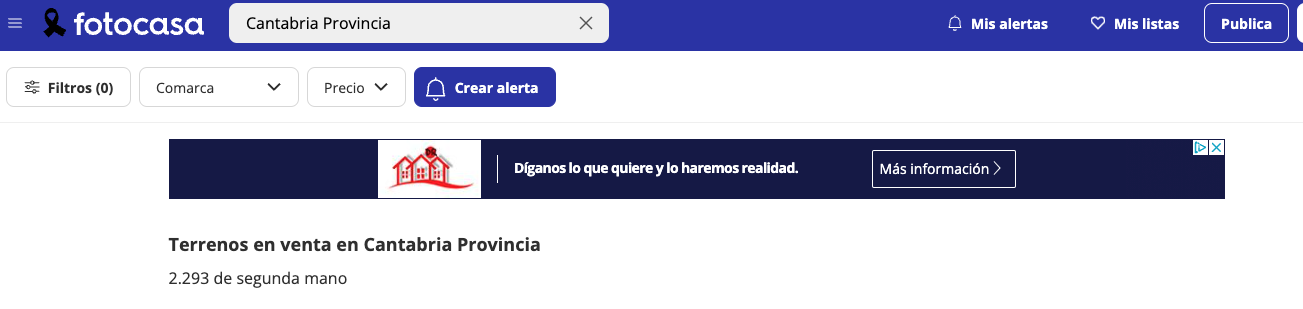 fotocasa
Cantabria Provincia
Mis alertas
Mis listas
Publica
Filtros (0)
Comarca
Precio
Crear alerta
Díganos lo que quiere y lo haremos realidad.
Más información
Terrenos en venta en Cantabria Provincia
2.293 de segunda mano